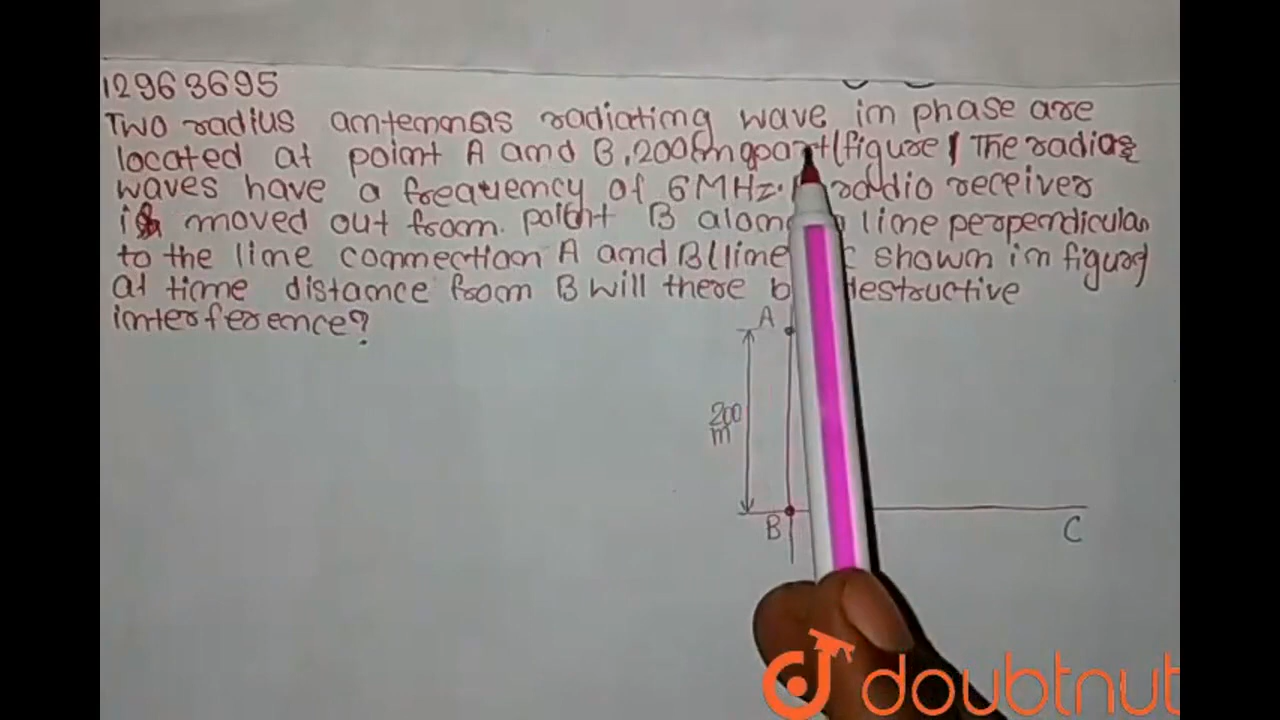 12963695
Two radius antennas radiating wave in phase are
located at point A and B, 200m apart (figure) The radio
waves have a frequency of 6MHz. radio receiver
is moved out from point B along line perpendicular
to the line connection A and B (line C shown in figure)
at time distance from B will there be destructive
interference?
A
200
m
B
C
doubtnut